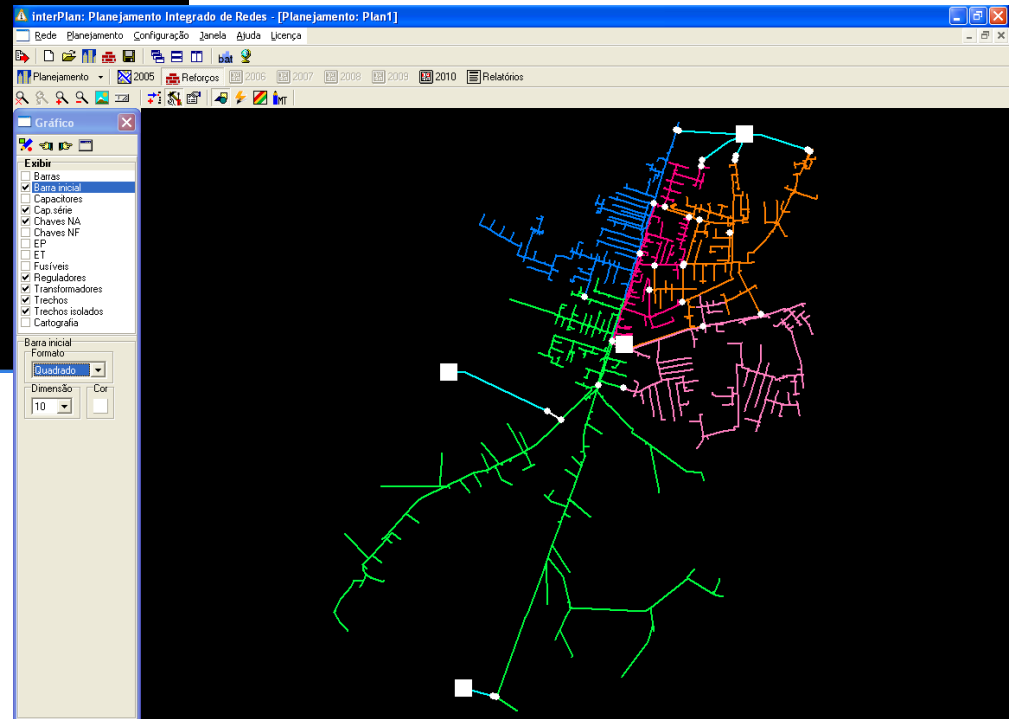 interPlan: Planejamento Integrado de Redes - [Planejamento: Plan1]
Rede Planejamento Configuração Janela Ajuda Licença
bát
Planejamento 2005 Reforços 2006 2007 2008 2009 2010 Relatórios
MT
Gráfico
Exibir
Barras
Barra inicial
Capacitores
Cap.série
Chaves NA
Chaves NF
EP
ET
Fusíveis
Reguladores
Transformadores
Trechos
Trechos isolados
Cartografia
Barra inicial
Formato
Quadrado
Dimensão Cor
10